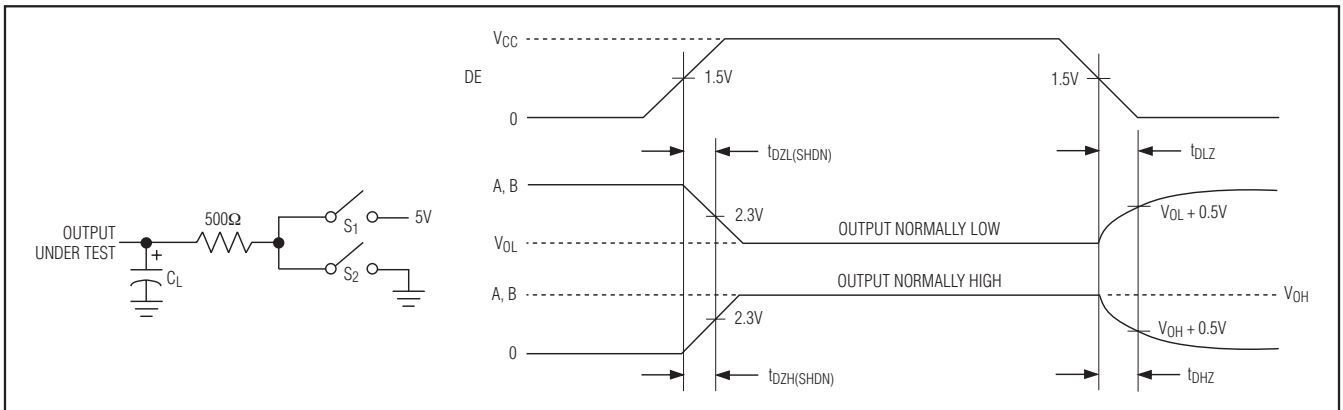 VCC
DE
1.5V
1.5V
0
tDZL(SHDN)
tDLZ
A, B
2.3V
VOL + 0.5V
OUTPUT NORMALLY LOW
VOL
OUTPUT
UNDER TEST
500Ω
S1
5V
S2
+
CL
OUTPUT NORMALLY HIGH
A, B
VOH
2.3V
VOH + 0.5V
0
tDZH(SHDN)
tDHZ